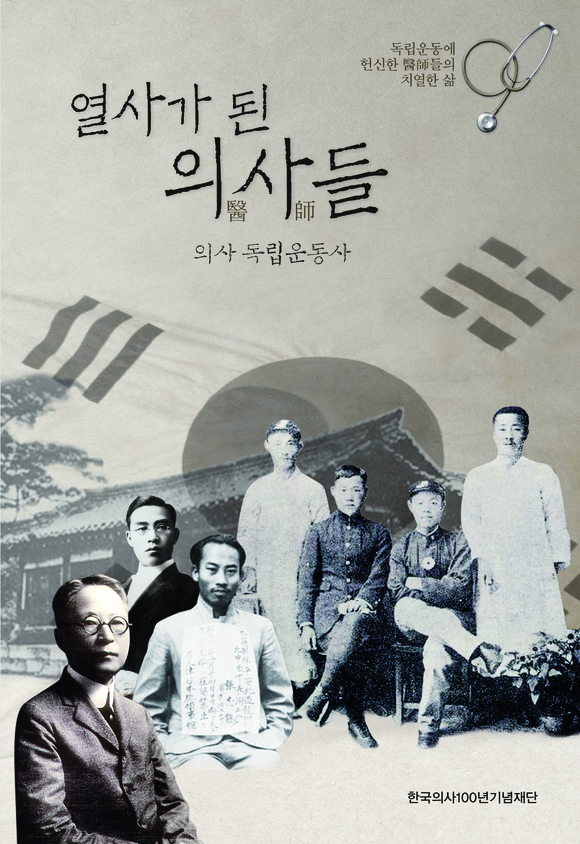 독립운동에
헌신한 醫師들의
치열한 삶
열사가 된
의사들
醫 師
의사 독립운동사
한국의사100년기념재단